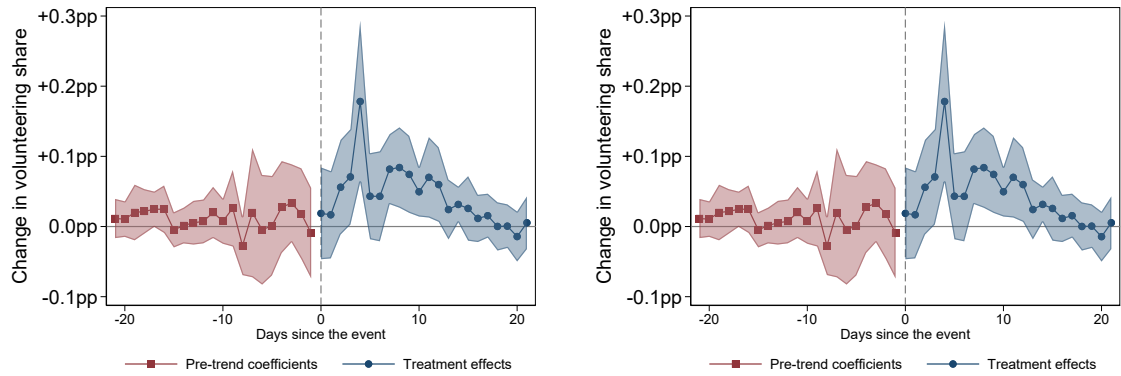 Change in volunteering share
+0.3pp
+0.2pp
+0.1pp
0.0pp
-0.1pp
-20 -10 0 10 20
Days since the event
Pre-trend coefficients Treatment effects
Change in volunteering share
+0.3pp
+0.2pp
+0.1pp
0.0pp
-0.1pp
-20 -10 0 10 20
Days since the event
Pre-trend coefficients Treatment effects